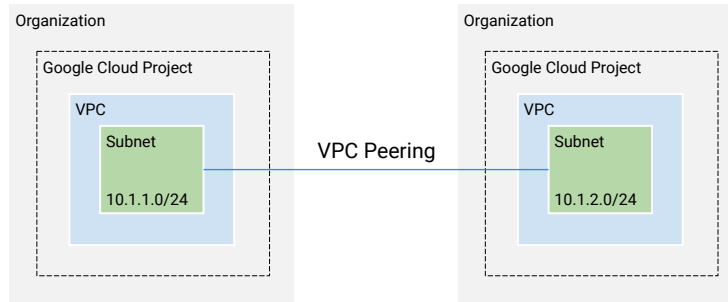 Organization
Google Cloud Project
VPC
Subnet
10.1.1.0/24
VPC Peering
Organization
Google Cloud Project
VPC
Subnet
10.1.2.0/24